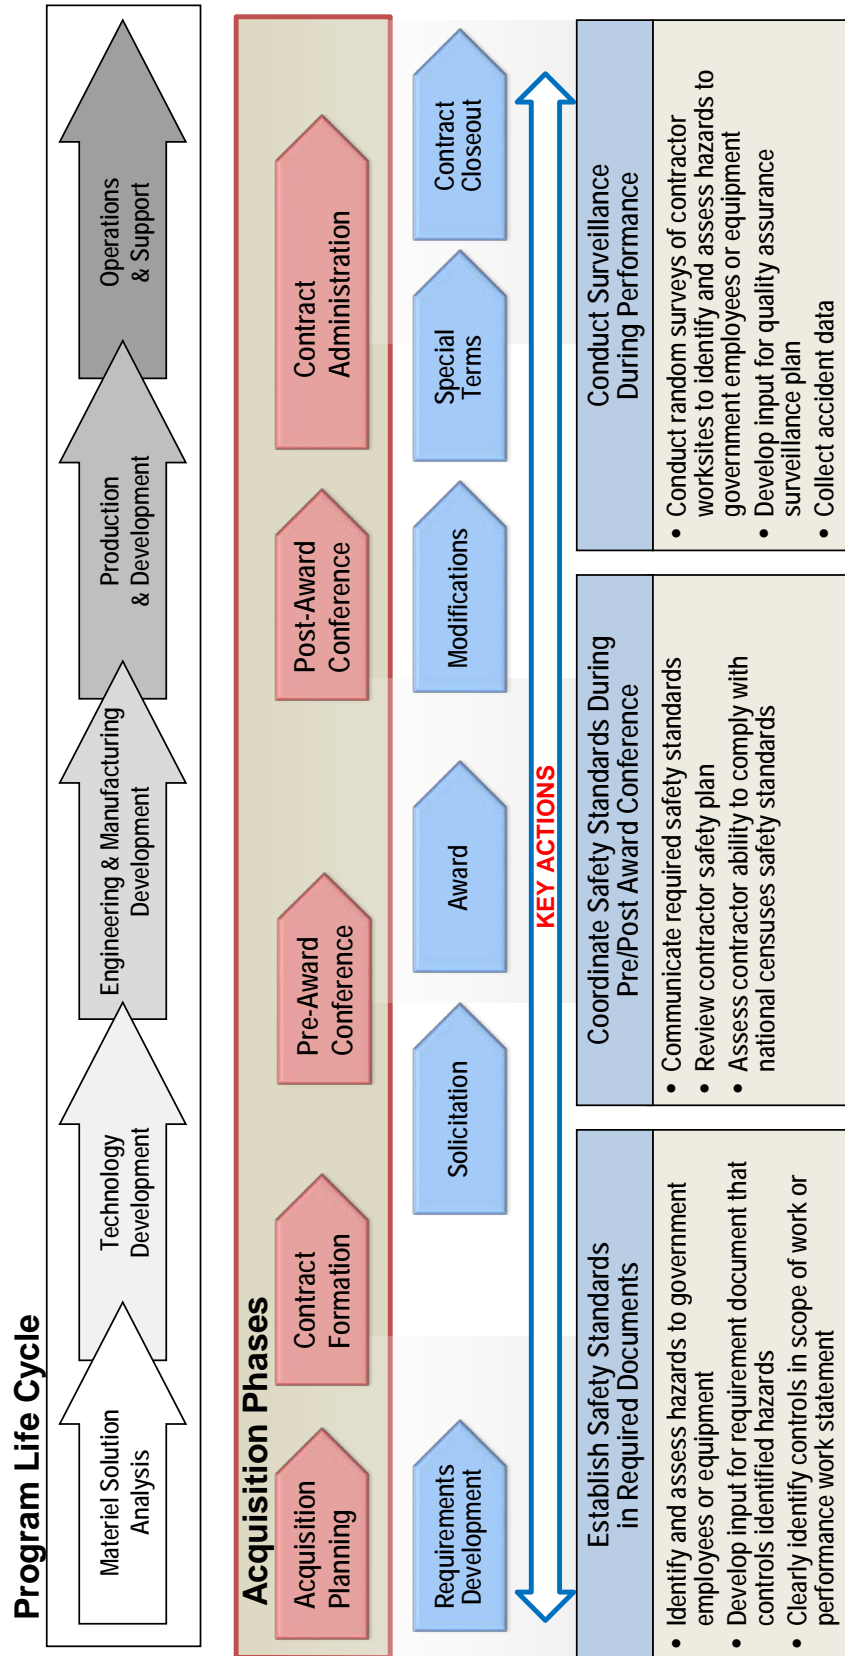 Program Life Cycle
Materiel Solution
Analysis
Technology
Development
Engineering & Manufacturing
Development
Production
& Development
Operations
& Support
Acquisition Phases
Acquisition
Planning
Contract
Formation
Pre-Award
Conference
Post-Award
Conference
Contract
Administration
Requirements
Development
Solicitation
Award
Modifications
Special
Terms
Contract
Closeout
KEY ACTIONS
Establish Safety Standards
in Required Documents
• Identify and assess hazards to government
employees or equipment
• Develop input for requirement document that
controls identified hazards
• Clearly identify controls in scope of work or
performance work statement
Coordinate Safety Standards During
Pre/Post Award Conference
• Communicate required safety standards
• Review contractor safety plan
• Assess contractor ability to comply with
national censuses safety standards
Conduct Surveillance
During Performance
• Conduct random surveys of contractor
worksites to identify and assess hazards to
government employees or equipment
• Develop input for quality assurance
surveillance plan
• Collect accident data